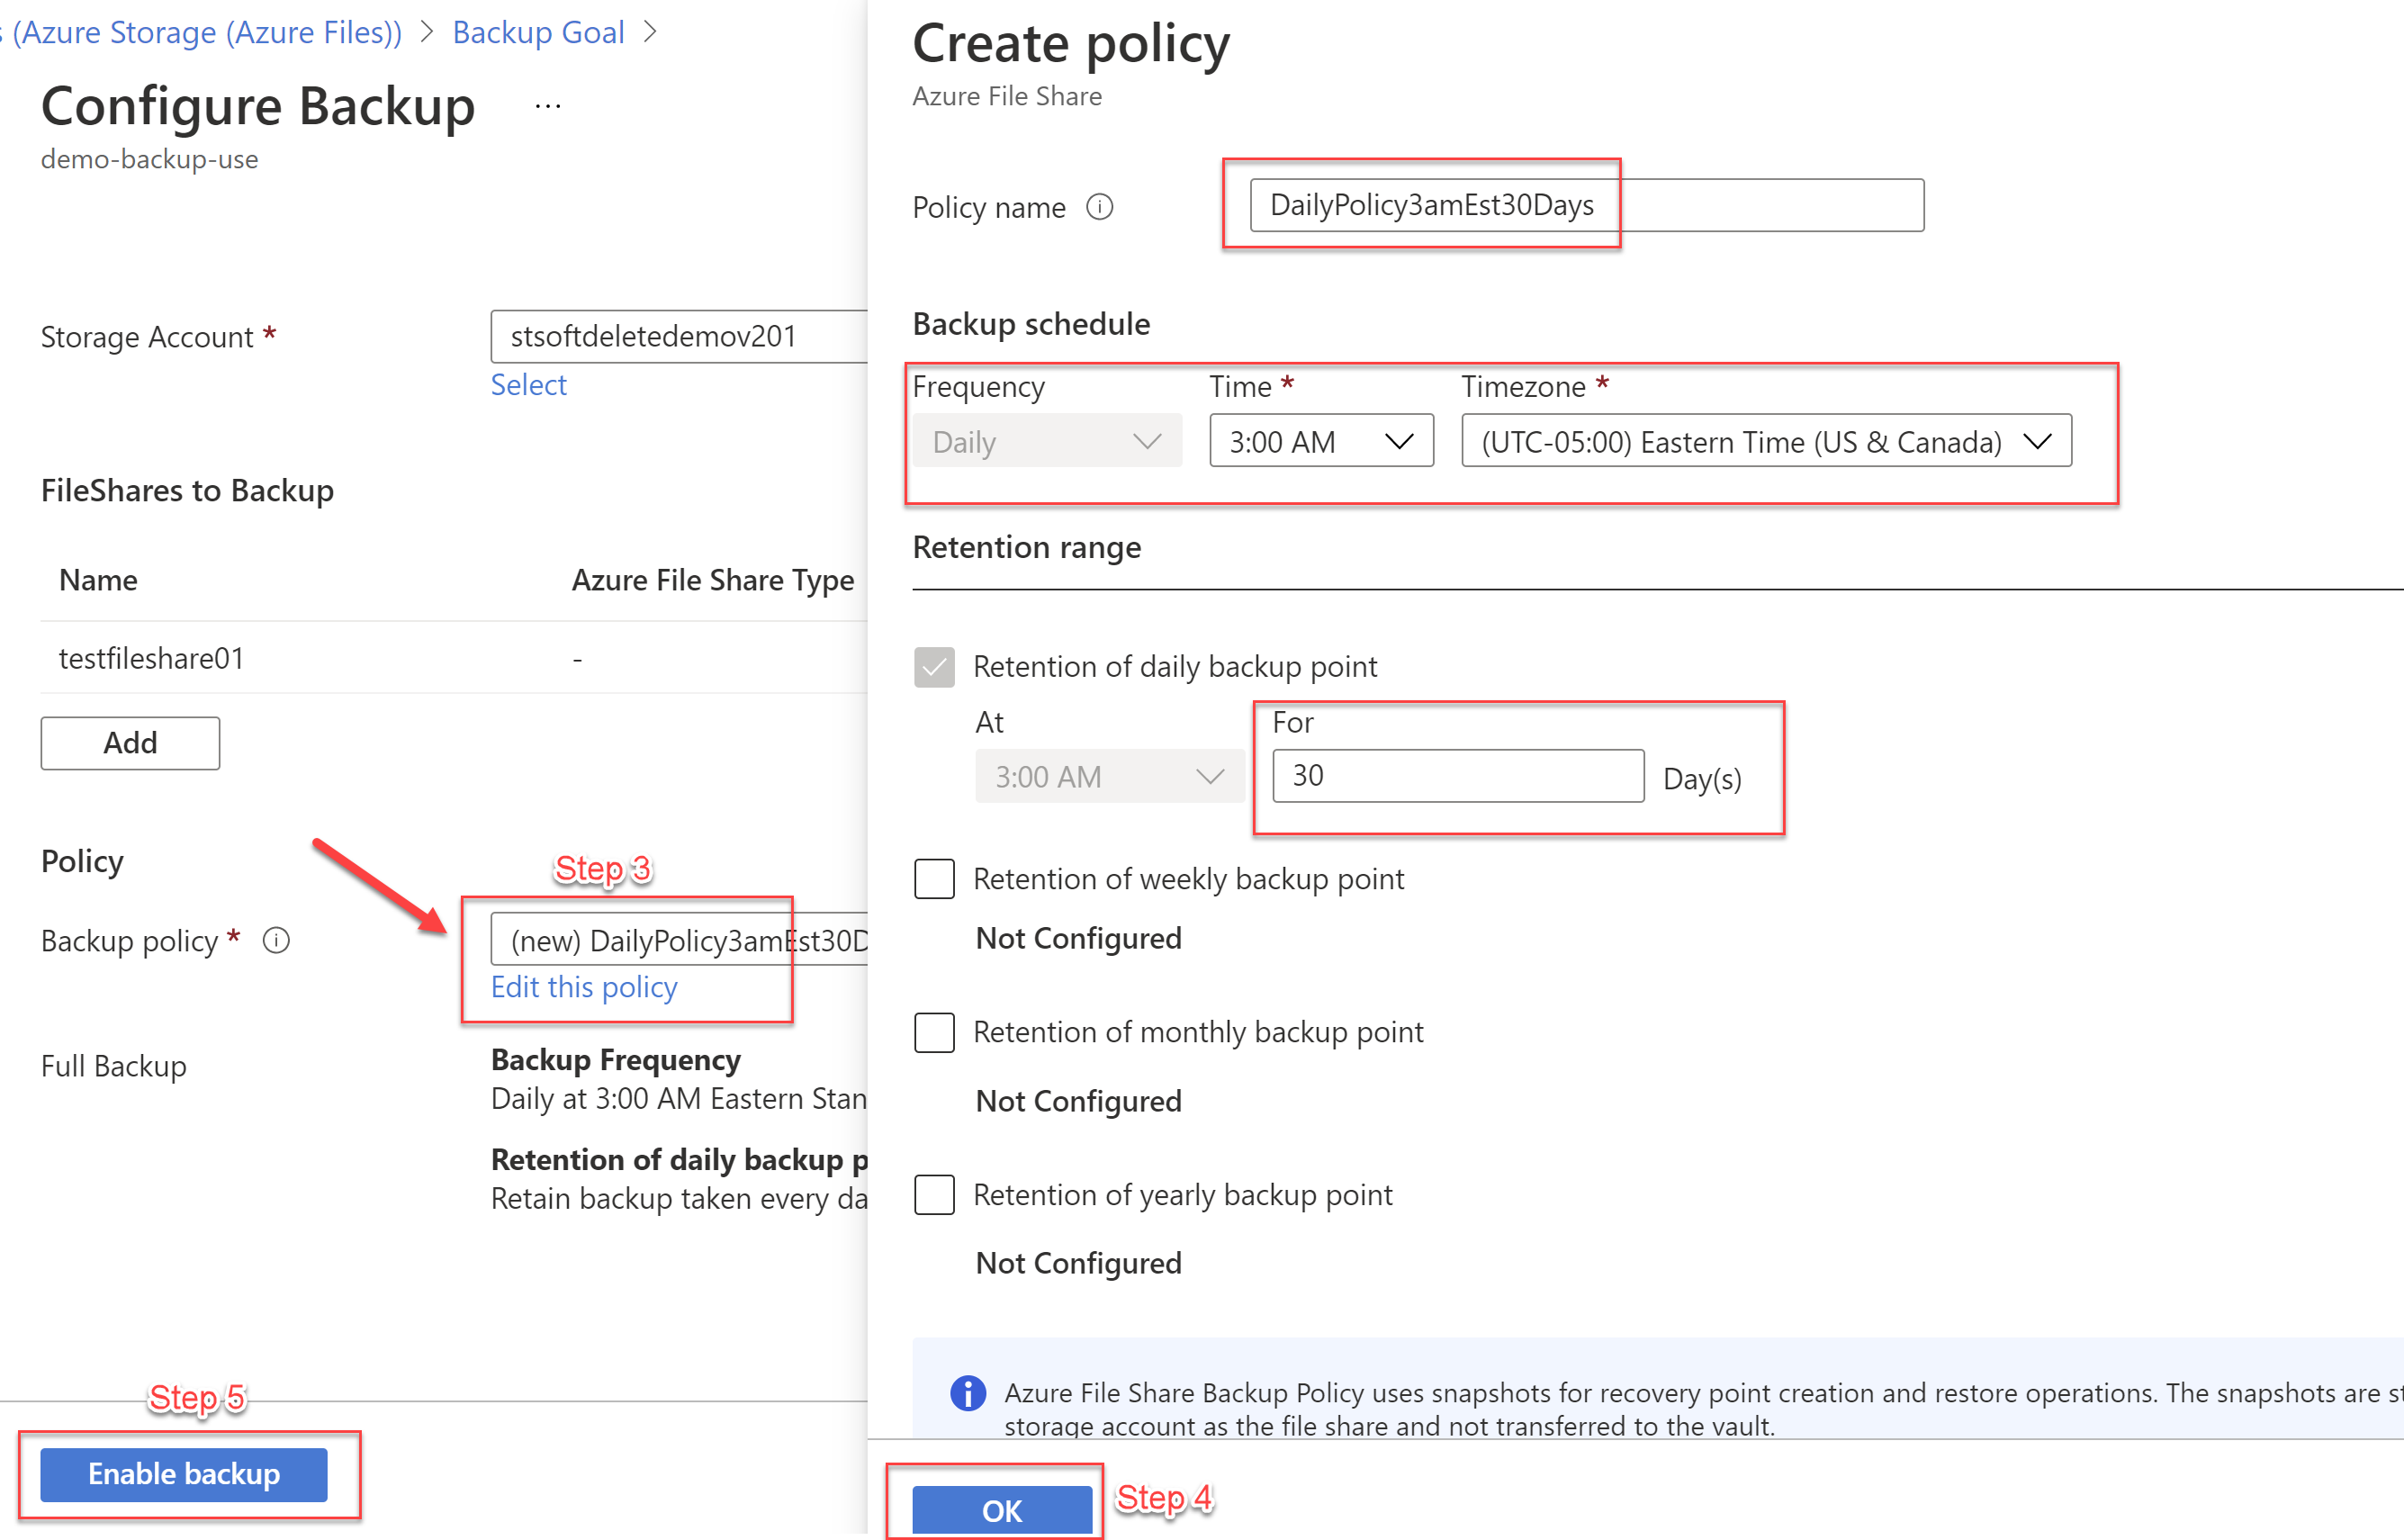 s (Azure Storage (Azure Files)) > Backup Goal >
Configure Backup ...
demo-backup-use
Storage Account *
stsoftdeletedemov201
Select
FileShares to Backup
Name Azure File Share Type
testfileshare01 -
Add
Policy
Step 3
Backup policy *
(new) DailyPolicy3amEst30D
Edit this policy
Full Backup
Backup Frequency
Daily at 3:00 AM Eastern Stan
Retention of daily backup p
Retain backup taken every da
Step 5
Enable backup
Create policy
Azure File Share
Policy name
DailyPolicy3amEst30Days
Backup schedule
Frequency Time * Timezone *
Daily 3:00 AM (UTC-05:00) Eastern Time (US & Canada)
Retention range
Retention of daily backup point
At For
3:00 AM 30 Day(s)
Retention of weekly backup point
Not Configured
Retention of monthly backup point
Not Configured
Retention of yearly backup point
Not Configured
Azure File Share Backup Policy uses snapshots for recovery point creation and restore operations. The snapshots are st
storage account as the file share and not transferred to the vault.
OK
Step 4